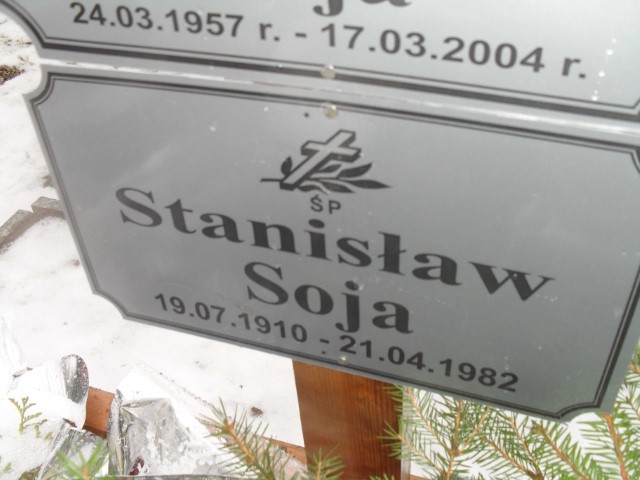 24.03.1957 r. - 17.03.2004 r.
ŚP
Stanisław
Soja
19.07.1910 - 21.04.1982